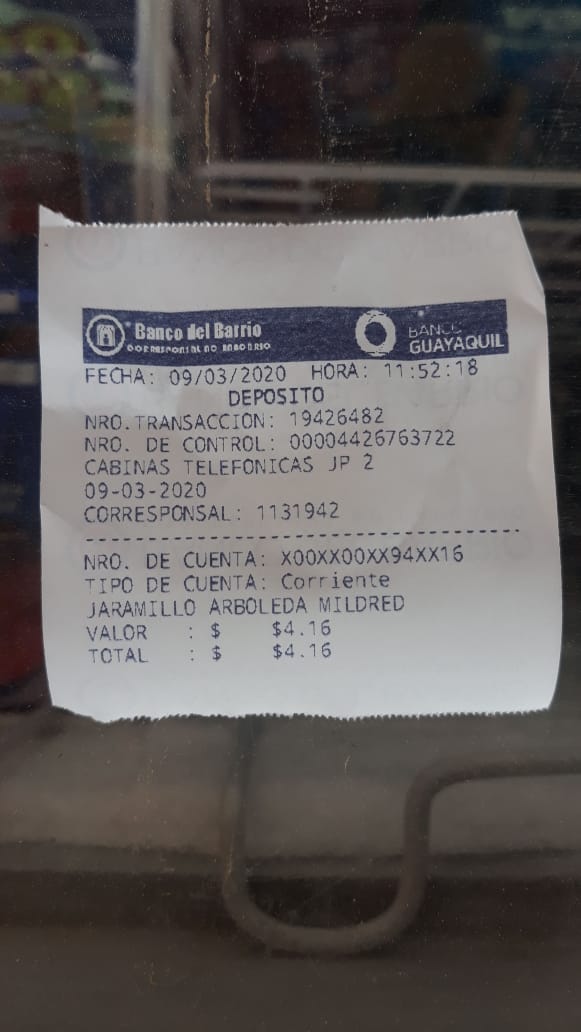 Banco del Barrio
CORRESPONSAL NO BANCARIO
BANCO
GUAYAQUIL
FECHA: 09/03/2020 HORA: 11:52:18
DEPOSITO
NRO.TRANSACCION: 19426482
NRO. DE CONTROL: 00004426763722
CABINAS TELEFONICAS JP 2
09-03-2020
CORRESPONSAL: 1131942
NRO. DE CUENTA: X00XX00XX94XX16
TIPO DE CUENTA: Corriente
JARAMILLO ARBOLEDA MILDRED
VALOR : $ $4.16
TOTAL : $ $4.16